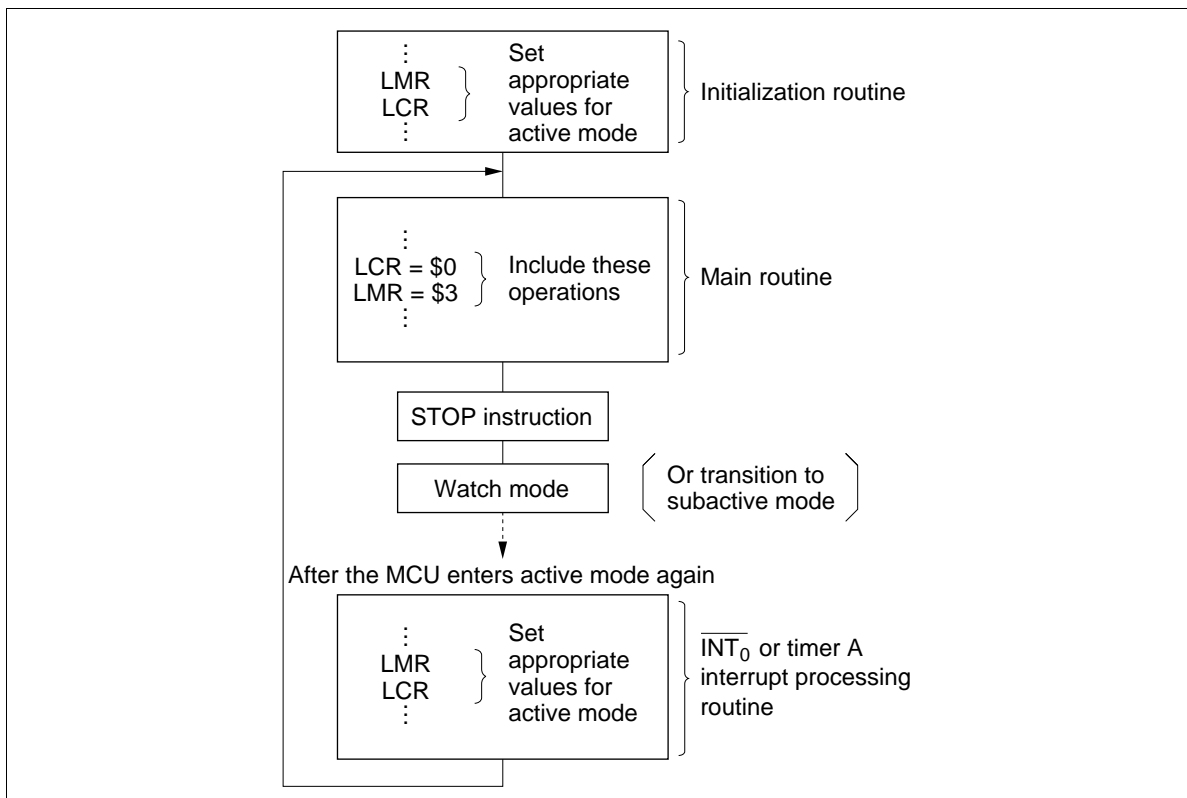 ⋮
LMR
LCR
⋮
Set
appropriate
values for
active mode
Initialization routine
⋮
LCR = $0
LMR = $3
⋮
Include these
operations
Main routine
STOP instruction
Watch mode
Or transition to
subactive mode
After the MCU enters active mode again
⋮
LMR
LCR
⋮
Set
appropriate
values for
active mode
INT0 or timer A
interrupt processing
routine